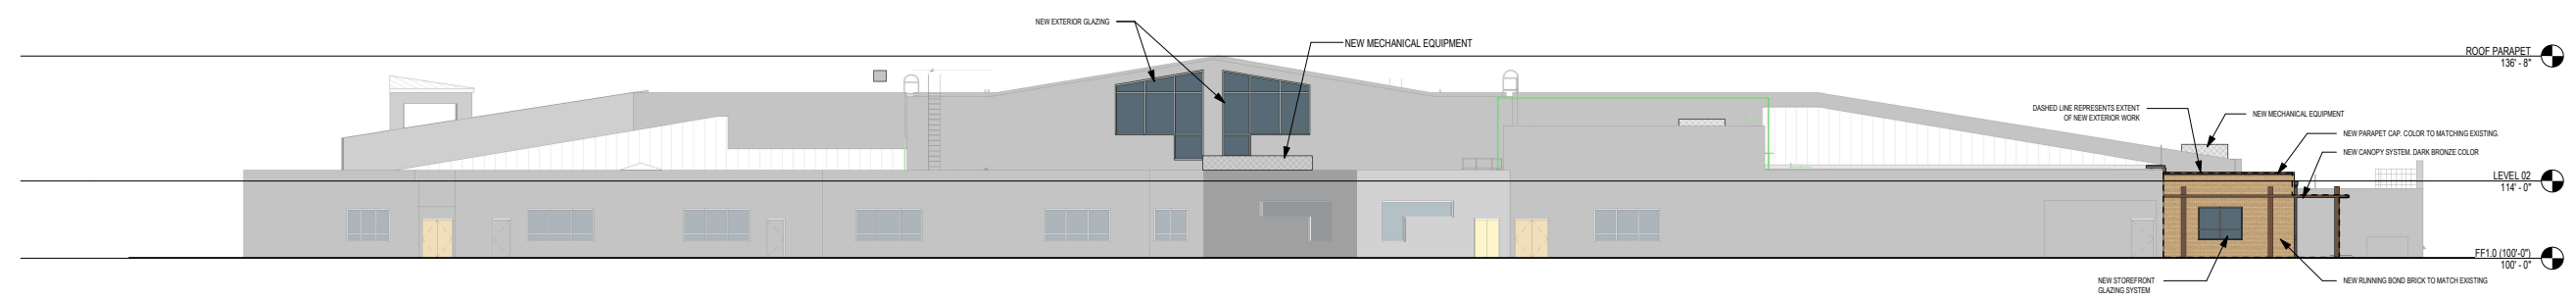 NEW EXTERIOR GLAZING
NEW MECHANICAL EQUIPMENT
ROOF PARAPET
136' - 8"
DASHED LINE REPRESENTS EXTENT
OF NEW EXTERIOR WORK
NEW MECHANICAL EQUIPMENT
NEW PARAPET CAP. COLOR TO MATCHING EXISTING.
NEW CANOPY SYSTEM. DARK BRONZE COLOR
LEVEL 02
114' - 0"
FF1.0 (100'-0")
100' - 0"
NEW STOREFRONT
GLAZING SYSTEM
NEW RUNNING BOND BRICK TO MATCH EXISTING